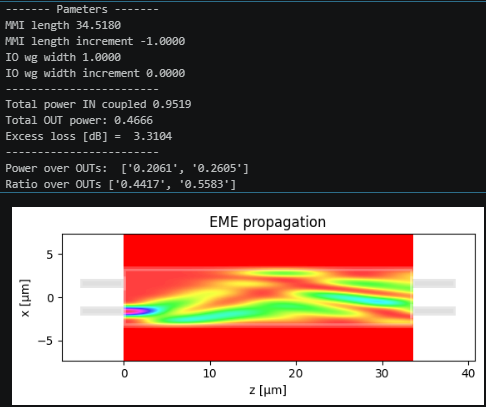 ------- Pameters -------
MMI length 34.5180
MMI length increment -1.0000
IO wg width 1.0000
IO wg width increment 0.0000
------------------------
Total power IN coupled 0.9519
Total OUT power: 0.4666
Excess loss [dB] =  3.3104
------------------------
Power over OUTs:  ['0.2061', '0.2605']
Ratio over OUTs ['0.4417', '0.5583']
EME propagation
x [μm]
5
0
−5
0 10 20 30 40
z [μm]